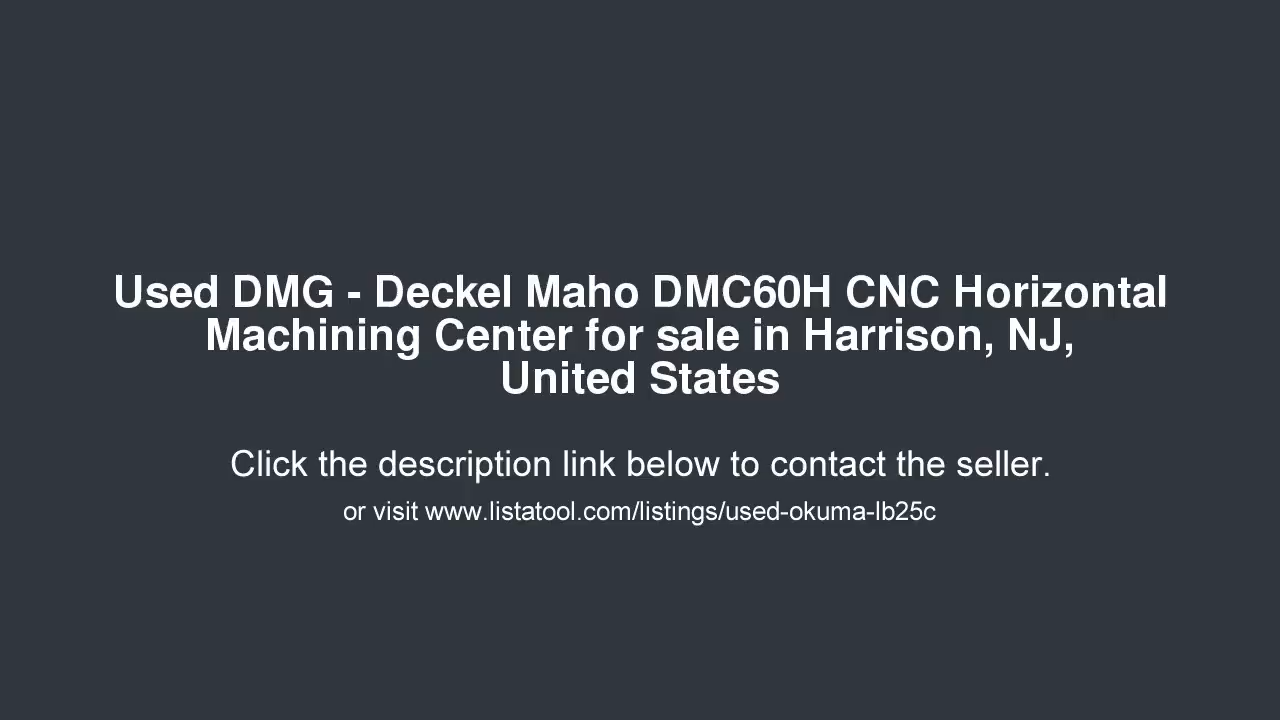 Used DMG - Deckel Maho DMC60H CNC Horizontal
Machining Center for sale in Harrison, NJ,
United States
Click the description link below to contact the seller.
or visit www.listatool.com/listings/used-okuma-lb25c